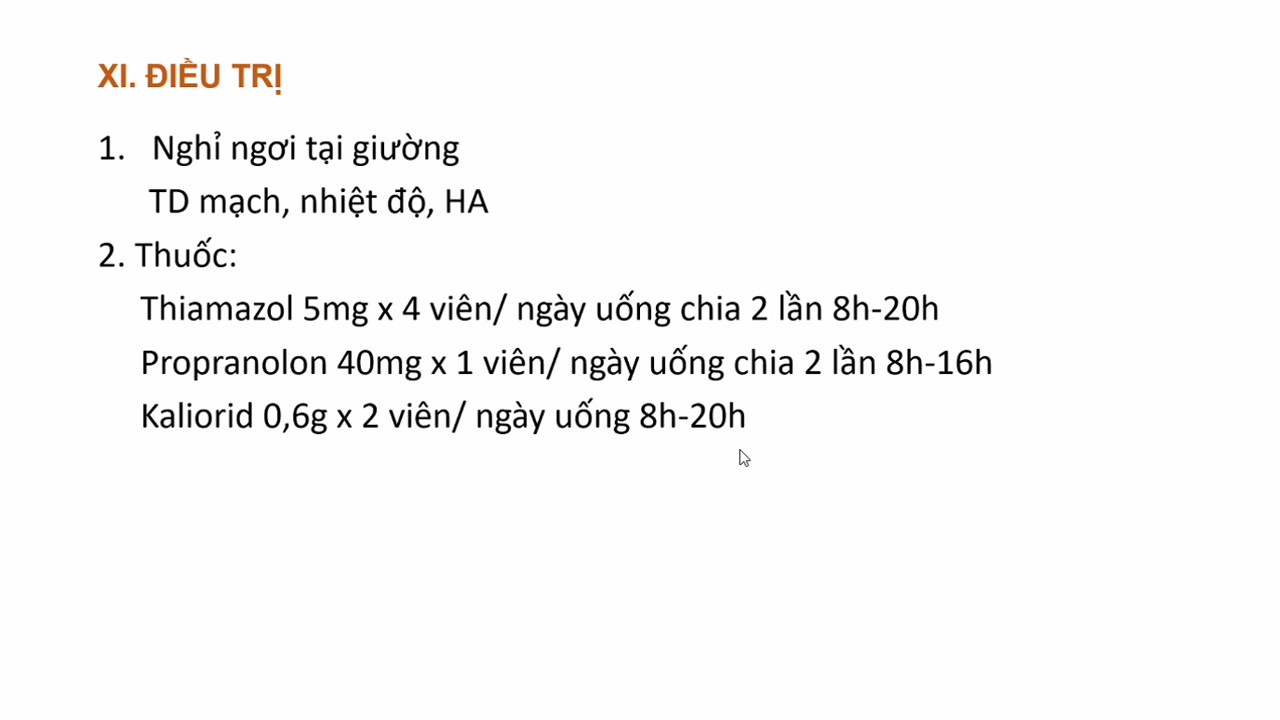 XI. ĐIỀU TRỊ
1. Nghỉ ngơi tại giường
TD mạch, nhiệt độ, HA
2. Thuốc:
Thiamazol 5mg x 4 viên/ ngày uống chia 2 lần 8h-20h
Propranolon 40mg x 1 viên/ ngày uống chia 2 lần 8h-16h
Kaliorid 0,6g x 2 viên/ ngày uống 8h-20h